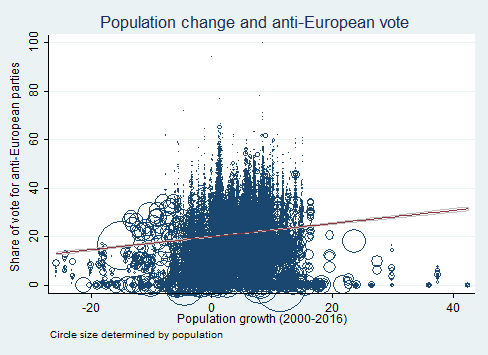 Population change and anti-European vote
Share of vote for anti-European parties
100
80
60
40
20
0
-20
0
20
40
Population growth (2000-2016)
Circle size determined by population